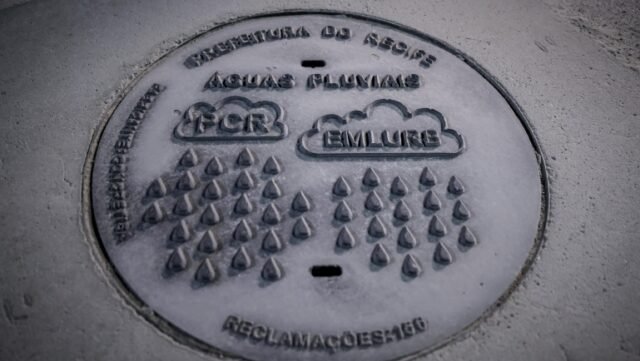 PREFEITURA DO RECIFE
ÁGUAS PLUVIAIS
PCR
EMLURB
RECLAMAÇÕES:156